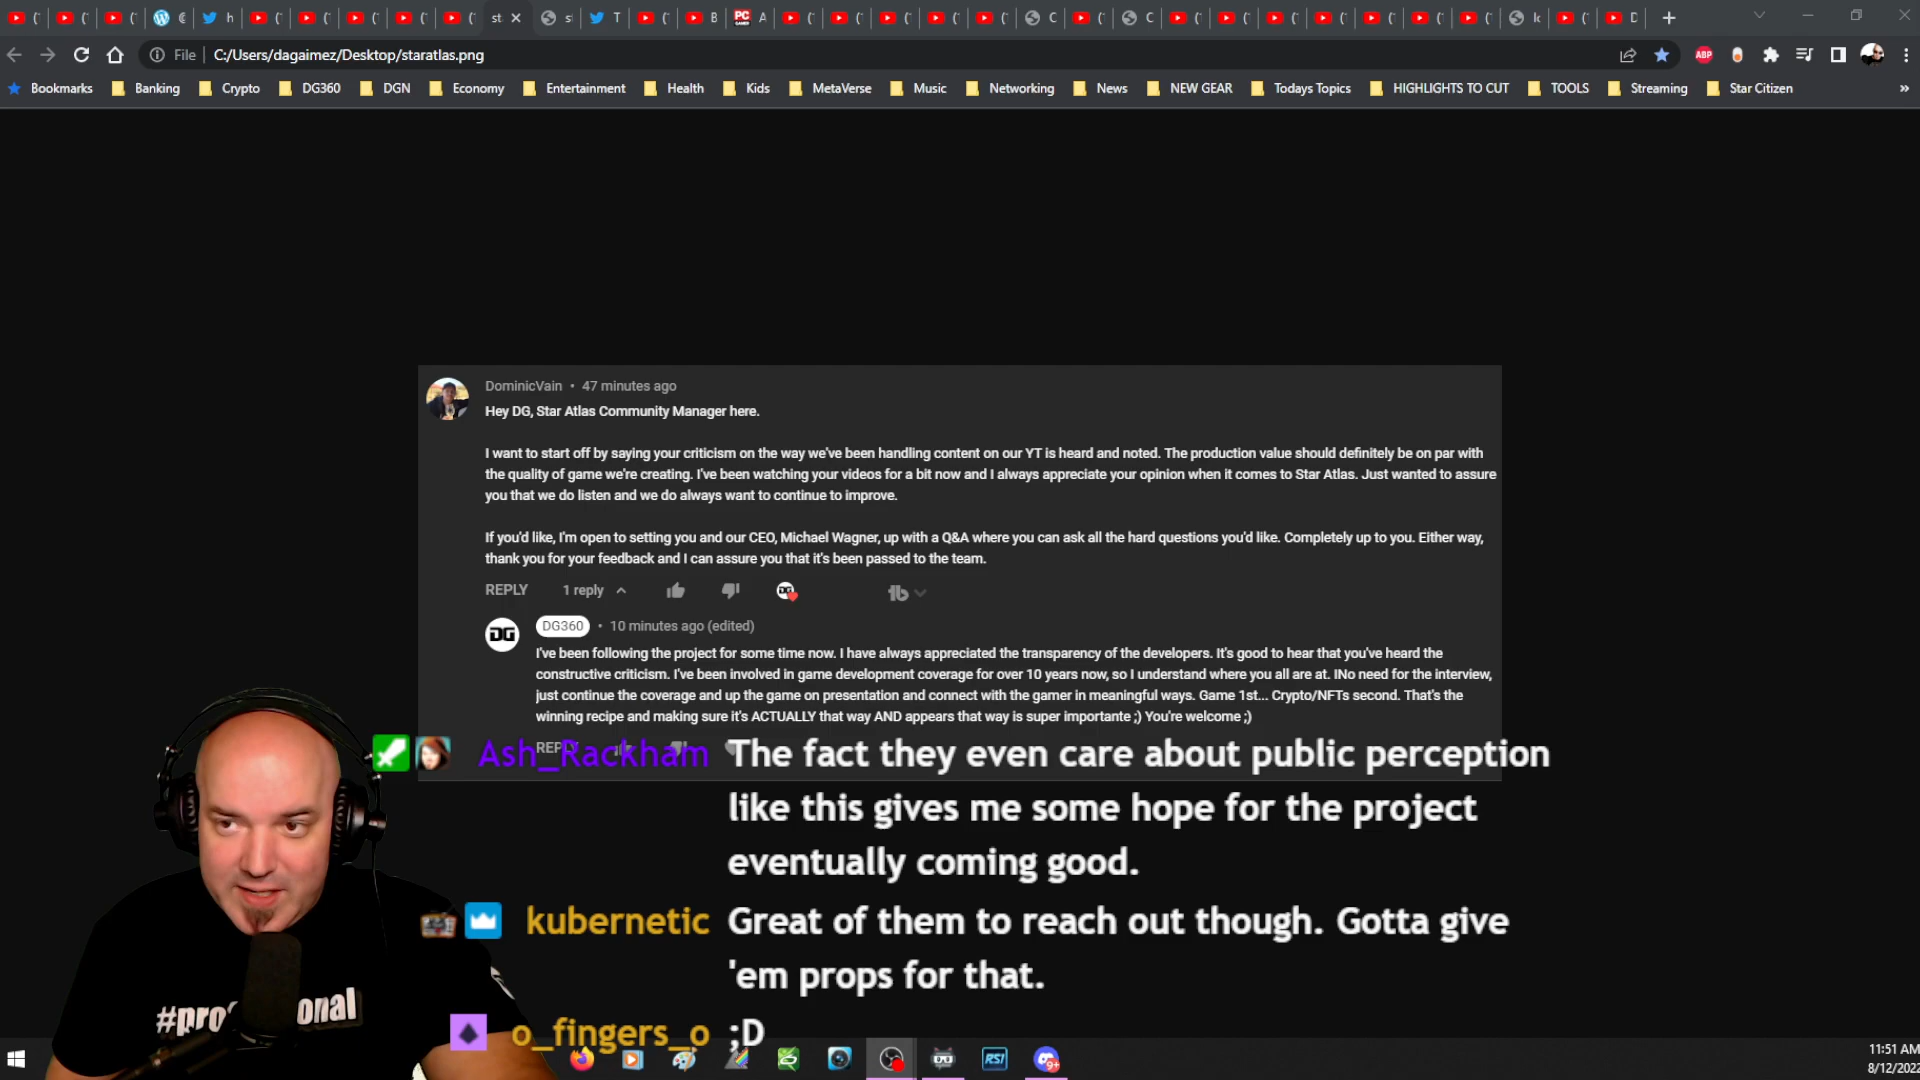 st
File C:/Users/dagaimez/Desktop/staratlas.png
Bookmarks Banking Crypto DG360 DGN Economy Entertainment Health Kids MetaVerse Music Networking News NEW GEAR Todays Topics HIGHLIGHTS TO CUT TOOLS Streaming Star Citizen »
DominicVain • 47 minutes ago
Hey DG, Star Atlas Community Manager here.
I want to start off by saying your criticism on the way we've been handling content on our YT is heard and noted. The production value should definitely be on par with
the quality of game we're creating. I've been watching your videos for a bit now and I always appreciate your opinion when it comes to Star Atlas. Just wanted to assure
you that we do listen and we do always want to continue to improve.
If you'd like, I'm open to setting you and our CEO, Michael Wagner, up with a Q&A where you can ask all the hard questions you'd like. Completely up to you. Either way,
thank you for your feedback and I can assure you that it's been passed to the team.
REPLY 1 reply
DG DG360 • 10 minutes ago (edited)
I've been following the project for some time now. I have always appreciated the transparency of the developers. It's good to hear that you've heard the
constructive criticism. I've been involved in game development coverage for over 10 years now, so I understand where you all are at. INo need for the interview,
just continue the coverage and up the game on presentation and connect with the gamer in meaningful ways. Game 1st... Crypto/NFTs second. That's the
winning recipe and making sure it's ACTUALLY that way AND appears that way is super importante ;) You're welcome ;)
REPLY
Ash_Rackham The fact they even care about public perception
like this gives me some hope for the project
eventually coming good.
kubernetic Great of them to reach out though. Gotta give
'em props for that.
o_fingers_o ;D
RSI
11:51 AM
8/12/2022